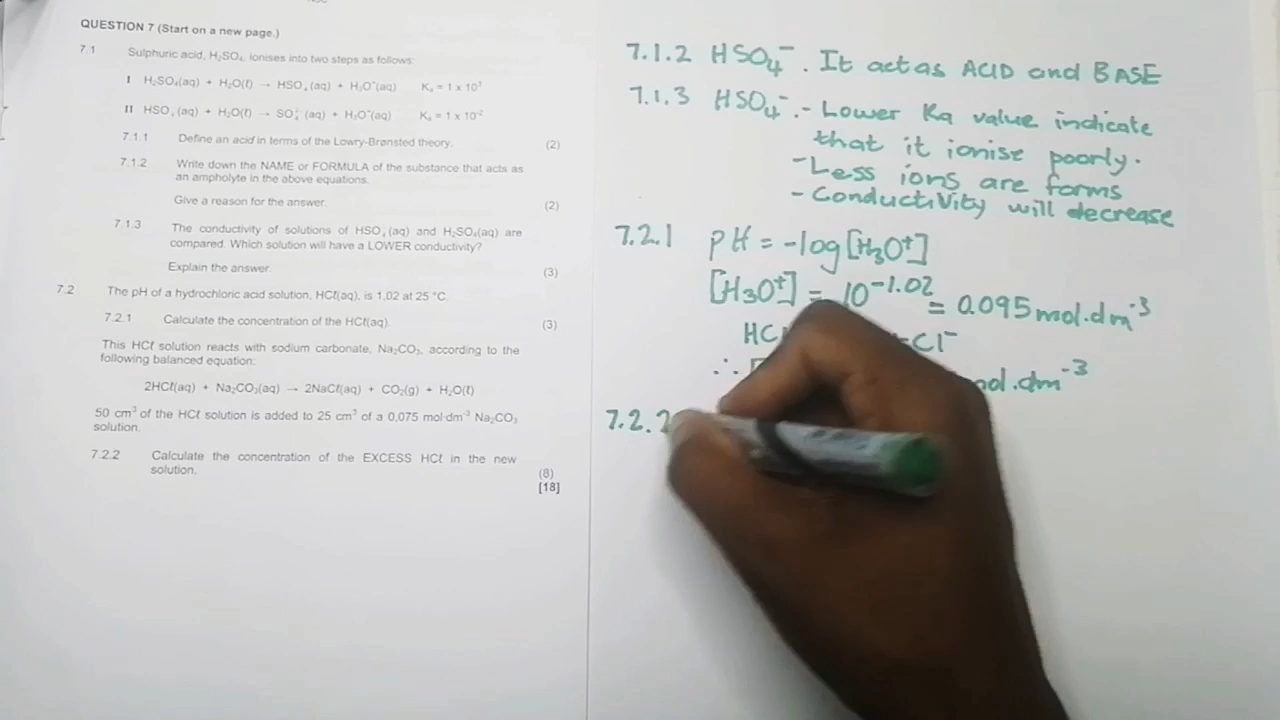 QUESTION 7 (Start on a new page.)
7.1 Sulphuric acid, H₂SO₄, ionises into two steps as follows:
I H₂SO₄(aq) + H₂O(ℓ) → HSO₄⁻(aq) + H₃O⁺(aq) Kₐ = 1 x 10³
II HSO₄⁻(aq) + H₂O(ℓ) → SO₄²⁻(aq) + H₃O⁺(aq) Kₐ = 1 x 10⁻²
7.1.1 Define an acid in terms of the Lowry-Brønsted theory. (2)
7.1.2 Write down the NAME or FORMULA of the substance that acts as
an ampholyte in the above equations.
Give a reason for the answer. (2)
7.1.3 The conductivity of solutions of HSO₄⁻(aq) and H₂SO₄(aq) are
compared. Which solution will have a LOWER conductivity?
Explain the answer. (3)
7.2 The pH of a hydrochloric acid solution, HCℓ(aq), is 1,02 at 25 °C.
7.2.1 Calculate the concentration of the HCℓ(aq). (3)
This HCℓ solution reacts with sodium carbonate, Na₂CO₃, according to the
following balanced equation:
2HCℓ(aq) + Na₂CO₃(aq) → 2NaCℓ(aq) + CO₂(g) + H₂O(ℓ)
50 cm³ of the HCℓ solution is added to 25 cm³ of a 0,075 mol·dm⁻³ Na₂CO₃
solution.
7.2.2 Calculate the concentration of the EXCESS HCℓ in the new
solution. (8)
[18]
7.1.2 HSO₄⁻. It act as ACID and BASE
7.1.3 HSO₄⁻. - Lower Ka value indicate
that it ionise poorly.
- Less ions are forms
- Conductivity will decrease
7.2.1 pH = -log[H₃O⁺]
[H₃O⁺] = 10^-1.02 = 0.095 mol.dm⁻³
Cl⁻
∴ mol.dm⁻³
7.2.2